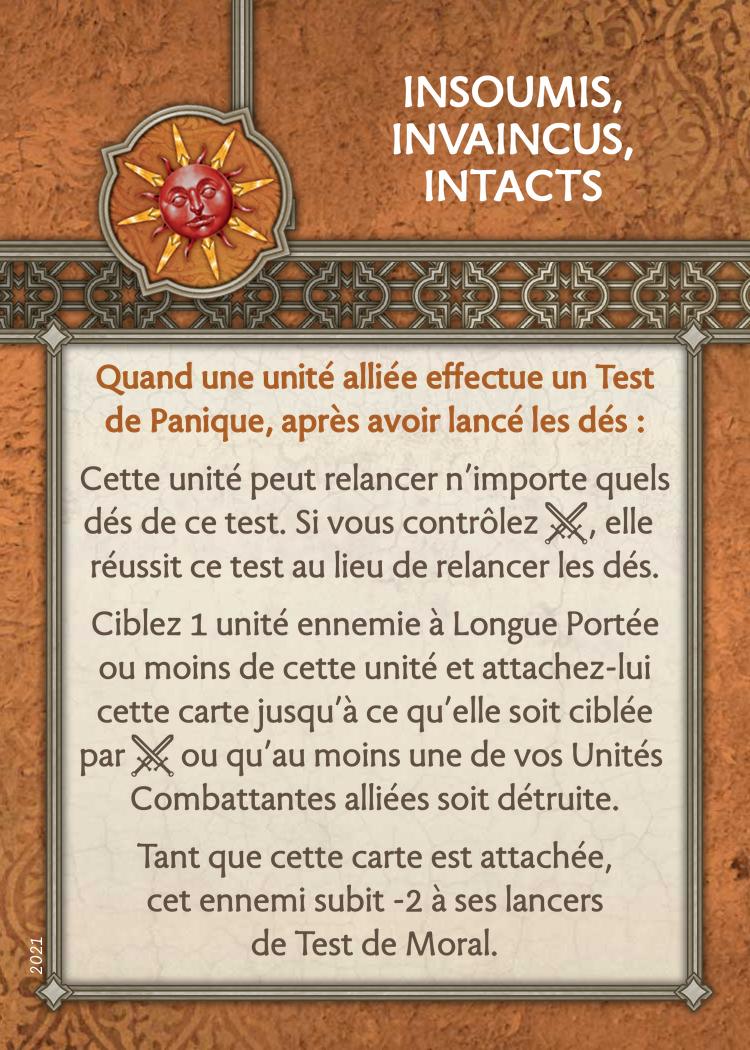 INSOUMIS,
INVAINCUS,
INTACTS
Quand une unité alliée effectue un Test
de Panique, après avoir lancé les dés :
Cette unité peut relancer n’importe quels
dés de ce test. Si vous contrôlez , elle
réussit ce test au lieu de relancer les dés.
Ciblez 1 unité ennemie à Longue Portée
ou moins de cette unité et attachez-lui
cette carte jusqu’à ce qu’elle soit ciblée
par ou qu’au moins une de vos Unités
Combattantes alliées soit détruite.
Tant que cette carte est attachée,
cet ennemi subit -2 à ses lancers
de Test de Moral.
2021